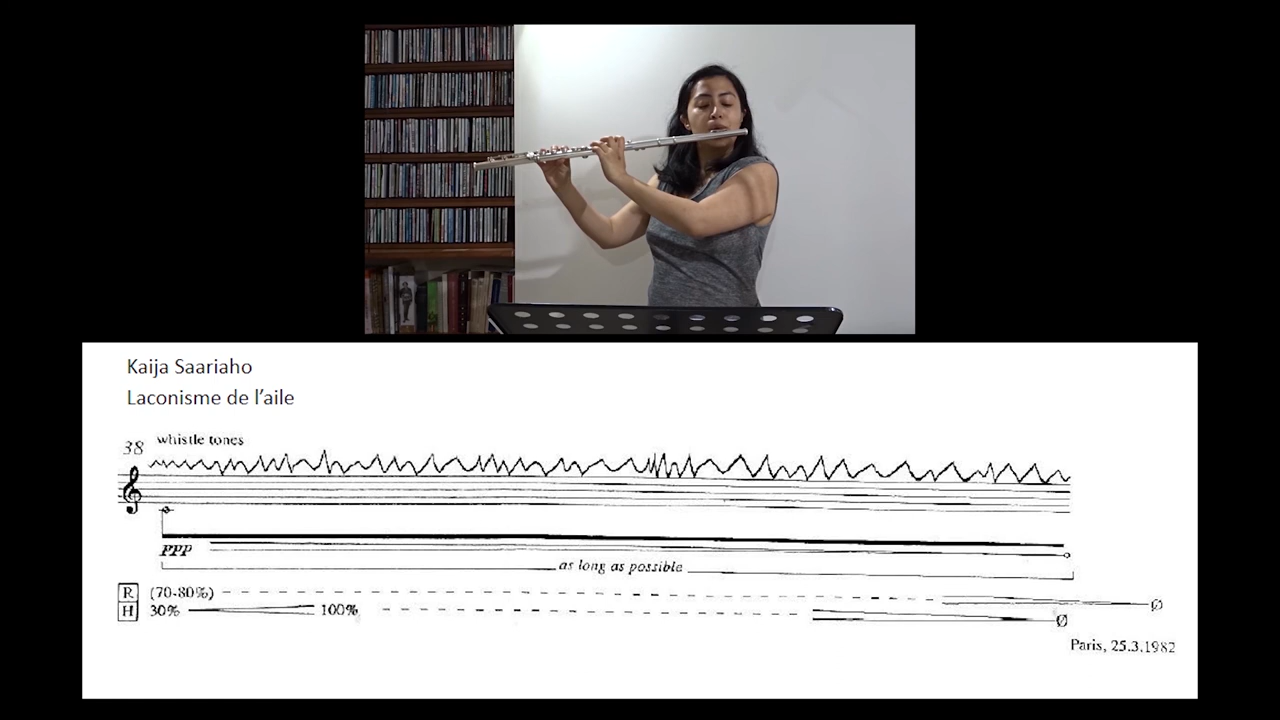 Kaija Saariaho
Laconisme de l’aile
38 whistle tones
ppp
as long as possible
R (70-80%) Ø
H 30% 100% Ø
Paris, 25.3.1982